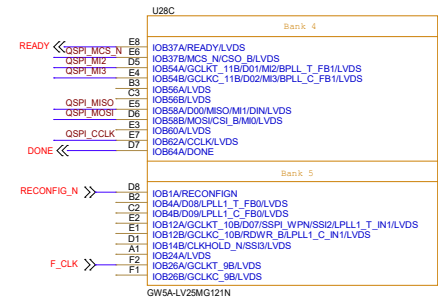 U28C
Bank 4
READY E8 IOB37A/READY/LVDS
QSPI_MCS_N E6 IOB37B/MCS_N/CSO_B/LVDS
QSPI_MI2 D5 IOB54A/GCLKT_11B/D01/MI2/BPLL_T_FB1/LVDS
QSPI_MI3 E4 IOB54B/GCLKC_11B/D02/MI3/BPLL_C_FB1/LVDS
B3 IOB56A/LVDS
C3 IOB56B/LVDS
QSPI_MISO E5 IOB58A/D00/MISO/MI1/DIN/LVDS
QSPI_MOSI D6 IOB58B/MOSI/CSI_B/MI0/LVDS
E3 IOB60A/LVDS
QSPI_CCLK E7 IOB62A/CCLK/LVDS
DONE D7 IOB64A/DONE
Bank 5
RECONFIG_N D8 IOB1A/RECONFIGN
B2 IOB4A/D08/LPLL1_T_FB0/LVDS
C2 IOB4B/D09/LPLL1_C_FB0/LVDS
E2 IOB12A/GCLKT_10B/D07/SSPI_WPN/SSI2/LPLL1_T_IN1/LVDS
E1 IOB12B/GCLKC_10B/RDWR_B/LPLL1_C_IN1/LVDS
D1 IOB14B/CLKHOLD_N/SSI3/LVDS
A1 IOB24A/LVDS
F_CLK F2 IOB26A/GCLKT_9B/LVDS
F1 IOB26B/GCLKC_9B/LVDS
GW5A-LV25MG121N